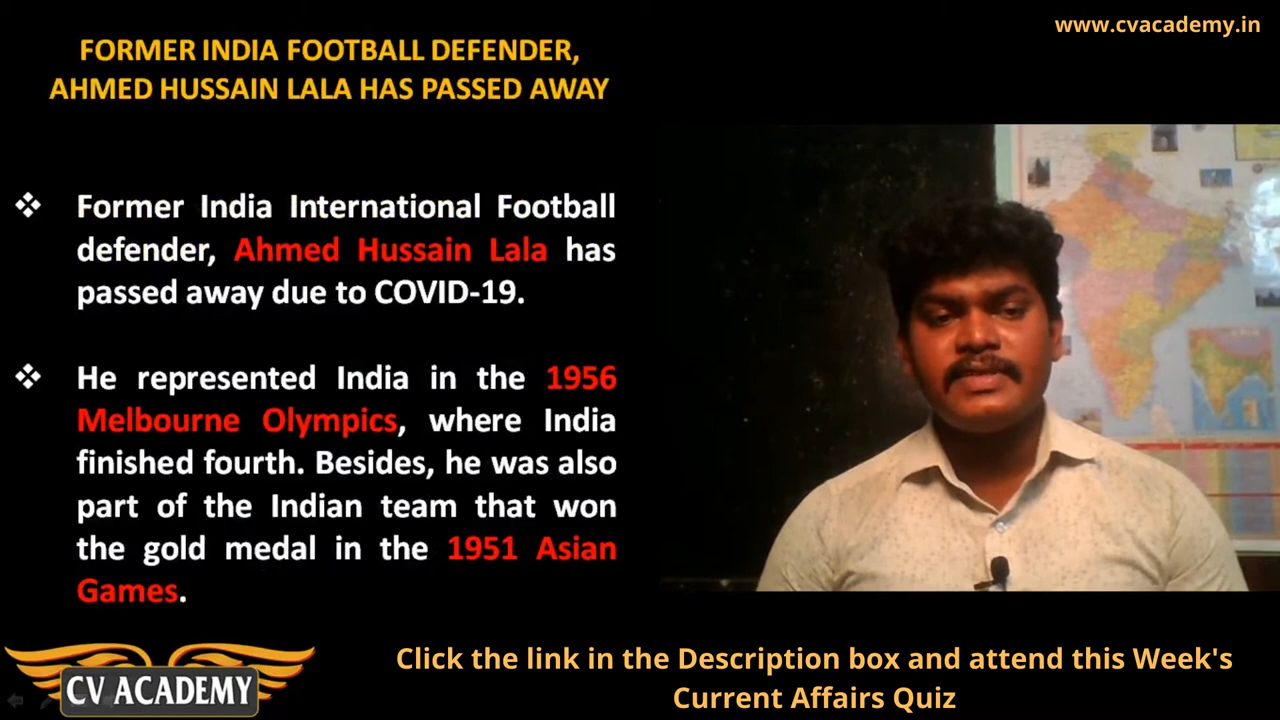 www.cvacademy.in
FORMER INDIA FOOTBALL DEFENDER,
AHMED HUSSAIN LALA HAS PASSED AWAY
❖ Former India International Football
defender, Ahmed Hussain Lala has
passed away due to COVID-19.
❖ He represented India in the 1956
Melbourne Olympics, where India
finished fourth. Besides, he was also
part of the Indian team that won
the gold medal in the 1951 Asian
Games.
CV ACADEMY
Click the link in the Description box and attend this Week's
Current Affairs Quiz